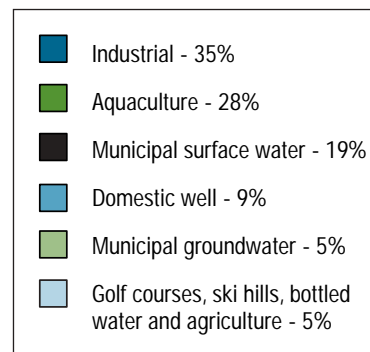 Industrial - 35%
Aquaculture - 28%
Municipal surface water - 19%
Domestic well - 9%
Municipal groundwater - 5%
Golf courses, ski hills, bottled
water and agriculture - 5%